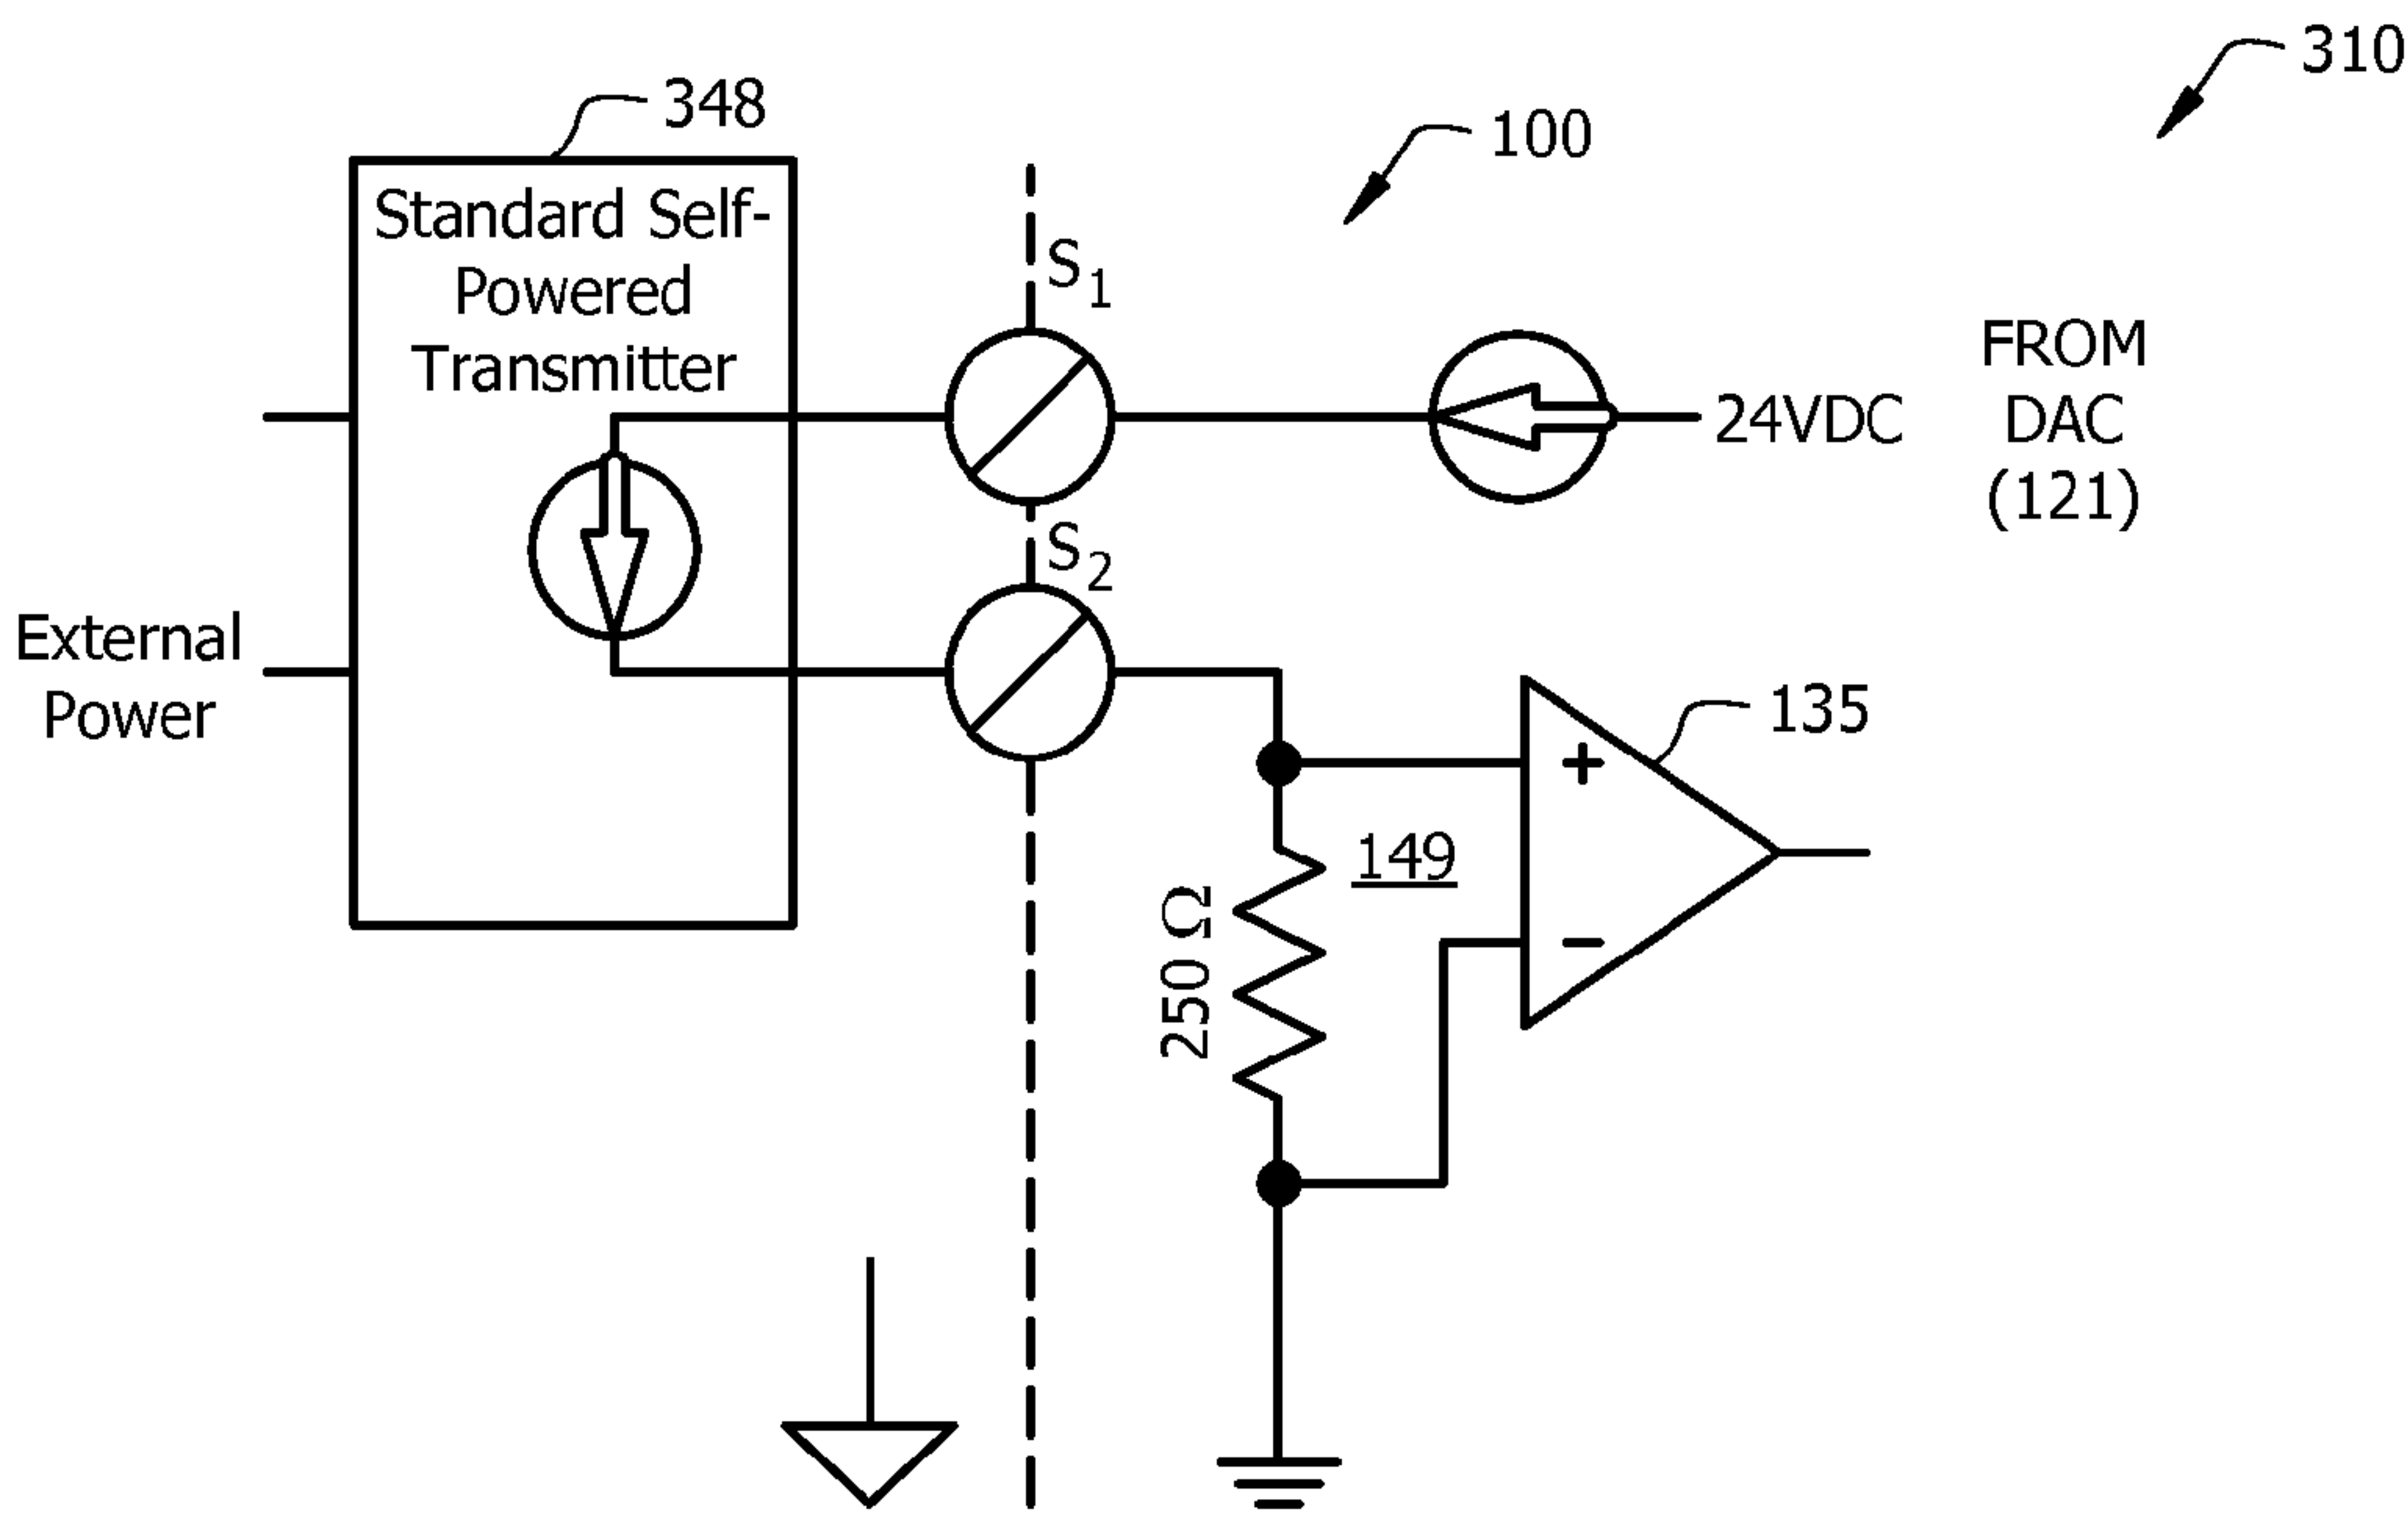 310
348
100
Standard Self-
Powered
Transmitter
S1
24VDC
FROM
DAC
(121)
S2
External
Power
135
+
149
−
250 Ω